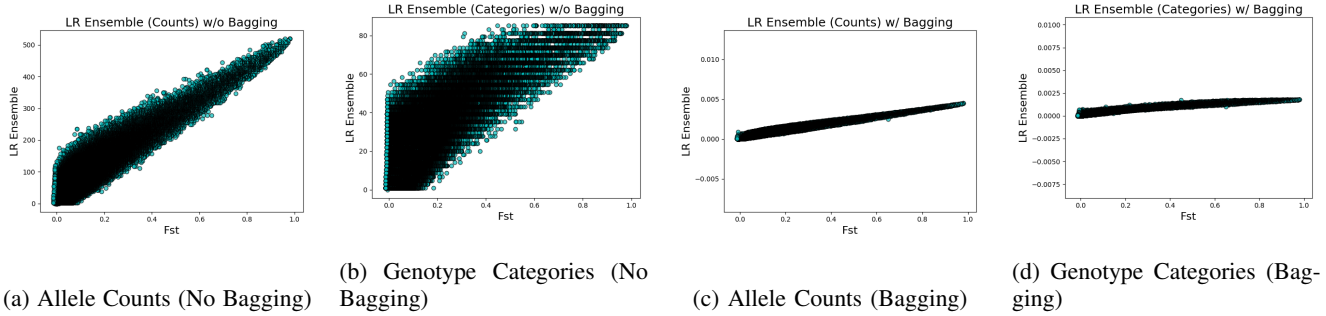 LR Ensemble (Counts) w/o Bagging
500
400
300
200
100
0
LR Ensemble
0.0 0.2 0.4 0.6 0.8 1.0
Fst
(a) Allele Counts (No Bagging)
LR Ensemble (Categories) w/o Bagging
80
60
40
20
0
LR Ensemble
0.0 0.2 0.4 0.6 0.8 1.0
Fst
(b) Genotype Categories (No
Bagging)
LR Ensemble (Counts) w/ Bagging
0.010
0.005
0.000
−0.005
LR Ensemble
0.0 0.2 0.4 0.6 0.8 1.0
Fst
(c) Allele Counts (Bagging)
LR Ensemble (Categories) w/ Bagging
0.0100
0.0075
0.0050
0.0025
0.0000
−0.0025
−0.0050
−0.0075
LR Ensemble
0.0 0.2 0.4 0.6 0.8 1.0
Fst
(d) Genotype Categories (Bag-
ging)